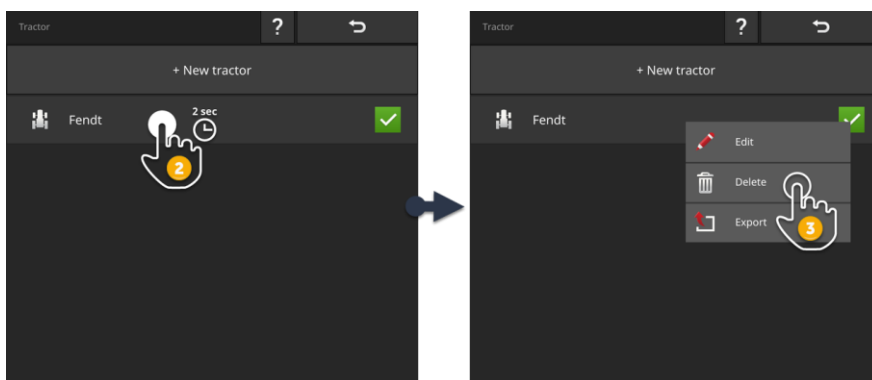 Tractor
?
+ New tractor
Fendt
2 sec
2
Tractor
?
+ New tractor
Fendt
Edit
Delete
Export
3